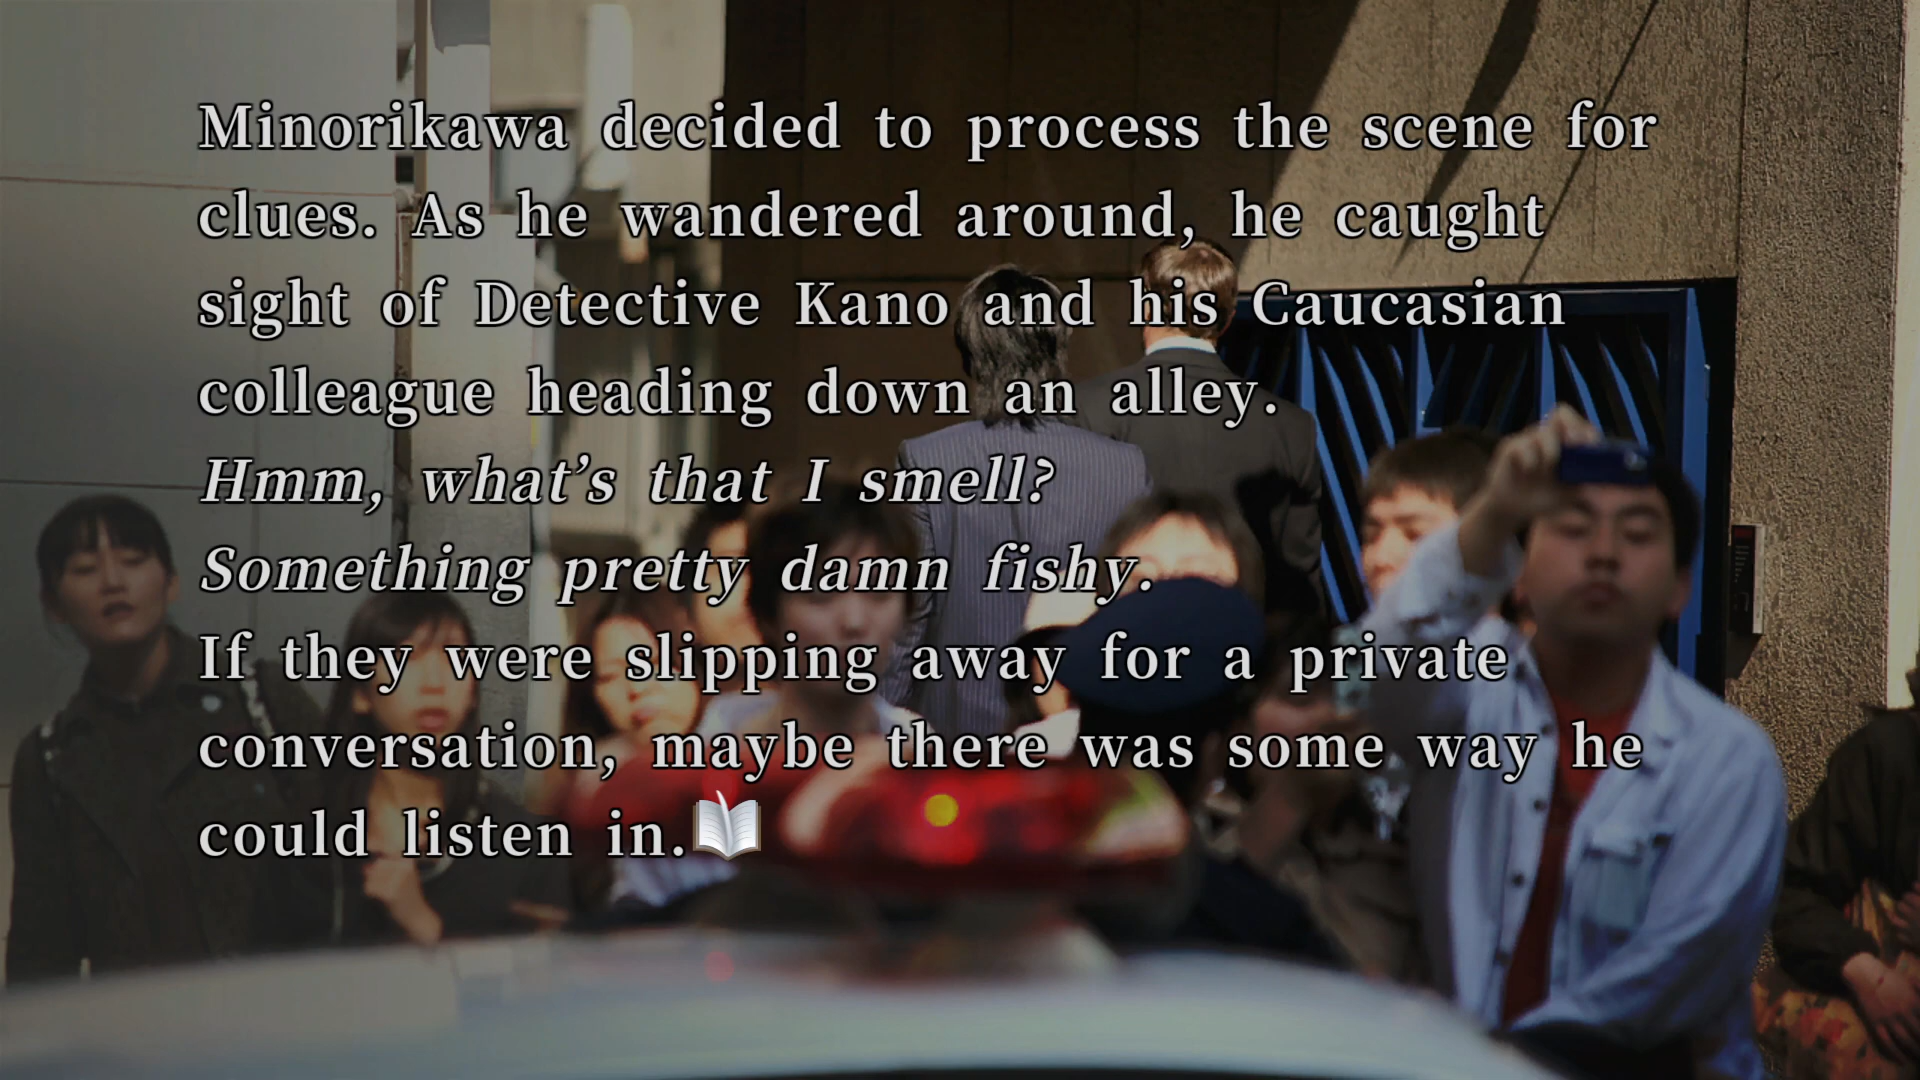 Minorikawa decided to process the scene for
clues. As he wandered around, he caught
sight of Detective Kano and his Caucasian
colleague heading down an alley.
Hmm, what's that I smell?
Something pretty damn fishy.
If they were slipping away for a private
conversation, maybe there was some way he
could listen in.